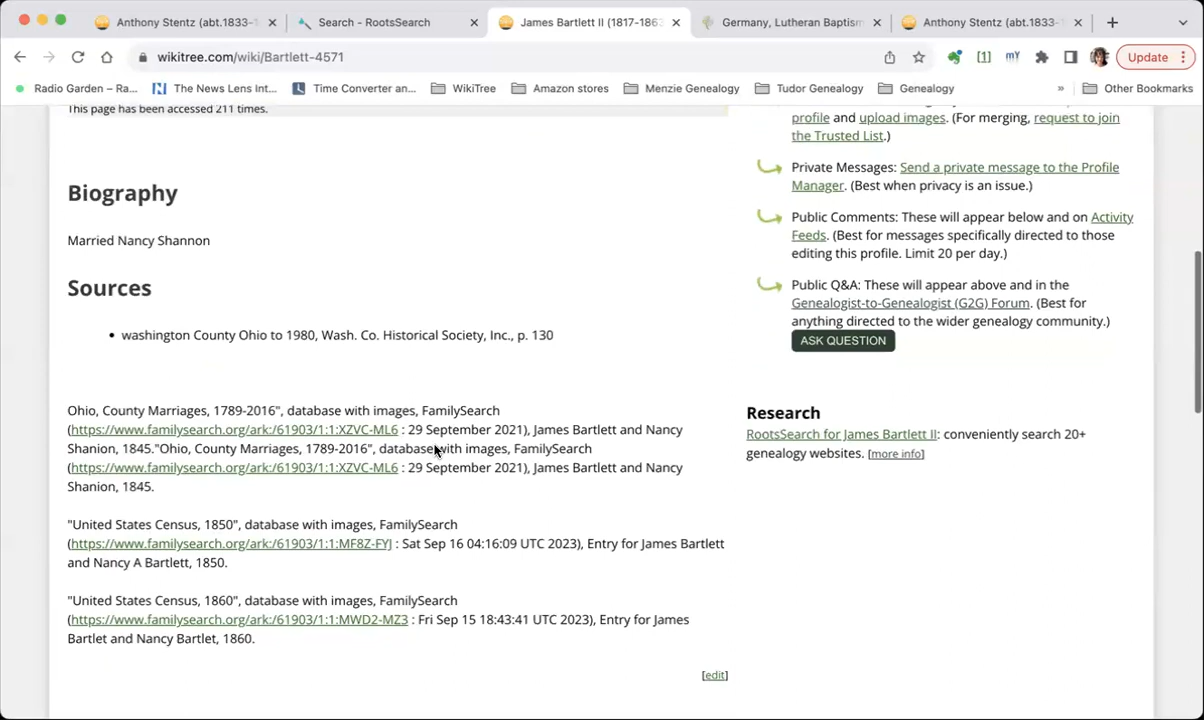 Anthony Stentz (abt.1833-
Search - RootsSearch
James Bartlett II (1817-186
Germany, Lutheran Baptism
Anthony Stentz (abt.1833-
wikitree.com/wiki/Bartlett-4571
[1]
mY
Update
Radio Garden – Ra...
The News Lens Int...
Time Converter an...
WikiTree
Amazon stores
Menzie Genealogy
Tudor Genealogy
Genealogy
»
Other Bookmarks
This page has been accessed 211 times.
Biography
Married Nancy Shannon
Sources
• washington County Ohio to 1980, Wash. Co. Historical Society, Inc., p. 130
Ohio, County Marriages, 1789-2016", database with images, FamilySearch
(https://www.familysearch.org/ark:/61903/1:1:XZVC-ML6 : 29 September 2021), James Bartlett and Nancy
Shanion, 1845."Ohio, County Marriages, 1789-2016", database with images, FamilySearch
(https://www.familysearch.org/ark:/61903/1:1:XZVC-ML6 : 29 September 2021), James Bartlett and Nancy
Shanion, 1845.
"United States Census, 1850", database with images, FamilySearch
(https://www.familysearch.org/ark:/61903/1:1:MF8Z-FYJ : Sat Sep 16 04:16:09 UTC 2023), Entry for James Bartlett
and Nancy A Bartlett, 1850.
"United States Census, 1860", database with images, FamilySearch
(https://www.familysearch.org/ark:/61903/1:1:MWD2-MZ3 : Fri Sep 15 18:43:41 UTC 2023), Entry for James
Bartlet and Nancy Bartlet, 1860.
[edit]
profile and upload images. (For merging, request to join
the Trusted List.)
Private Messages: Send a private message to the Profile
Manager. (Best when privacy is an issue.)
Public Comments: These will appear below and on Activity
Feeds. (Best for messages specifically directed to those
editing this profile. Limit 20 per day.)
Public Q&A: These will appear above and in the
Genealogist-to-Genealogist (G2G) Forum. (Best for
anything directed to the wider genealogy community.)
ASK QUESTION
Research
RootsSearch for James Bartlett II: conveniently search 20+
genealogy websites. [more info]